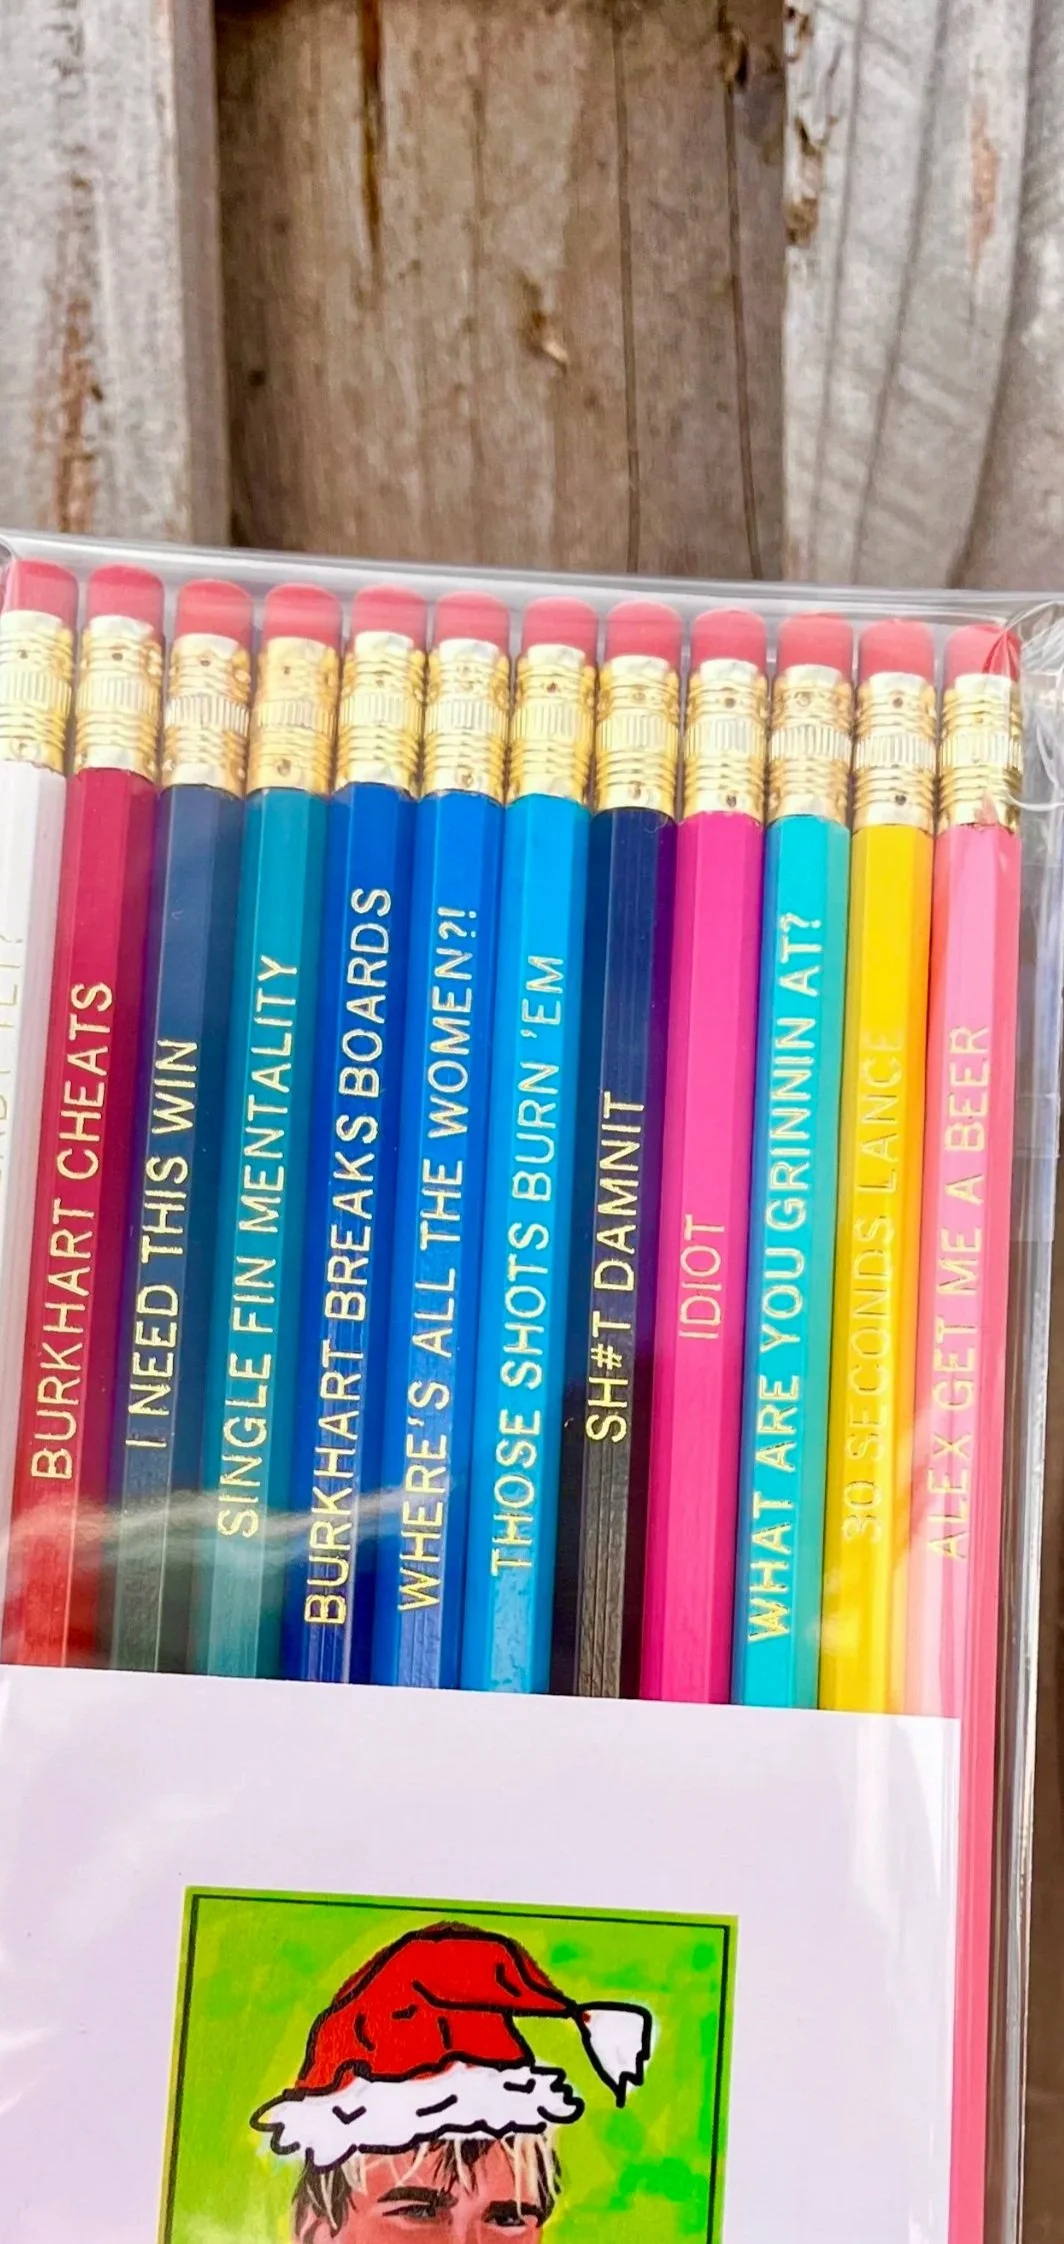 BURKHART CHEATS
I NEED THIS WIN
SINGLE FIN MENTALITY
BURKHART BREAKS BOARDS
WHERE'S ALL THE WOMEN?!
THOSE SHOTS BURN 'EM
SH#T DAMNIT
IDIOT
WHAT ARE YOU GRINNIN AT?
30 SECONDS LANCE
ALEX GET ME A BEER